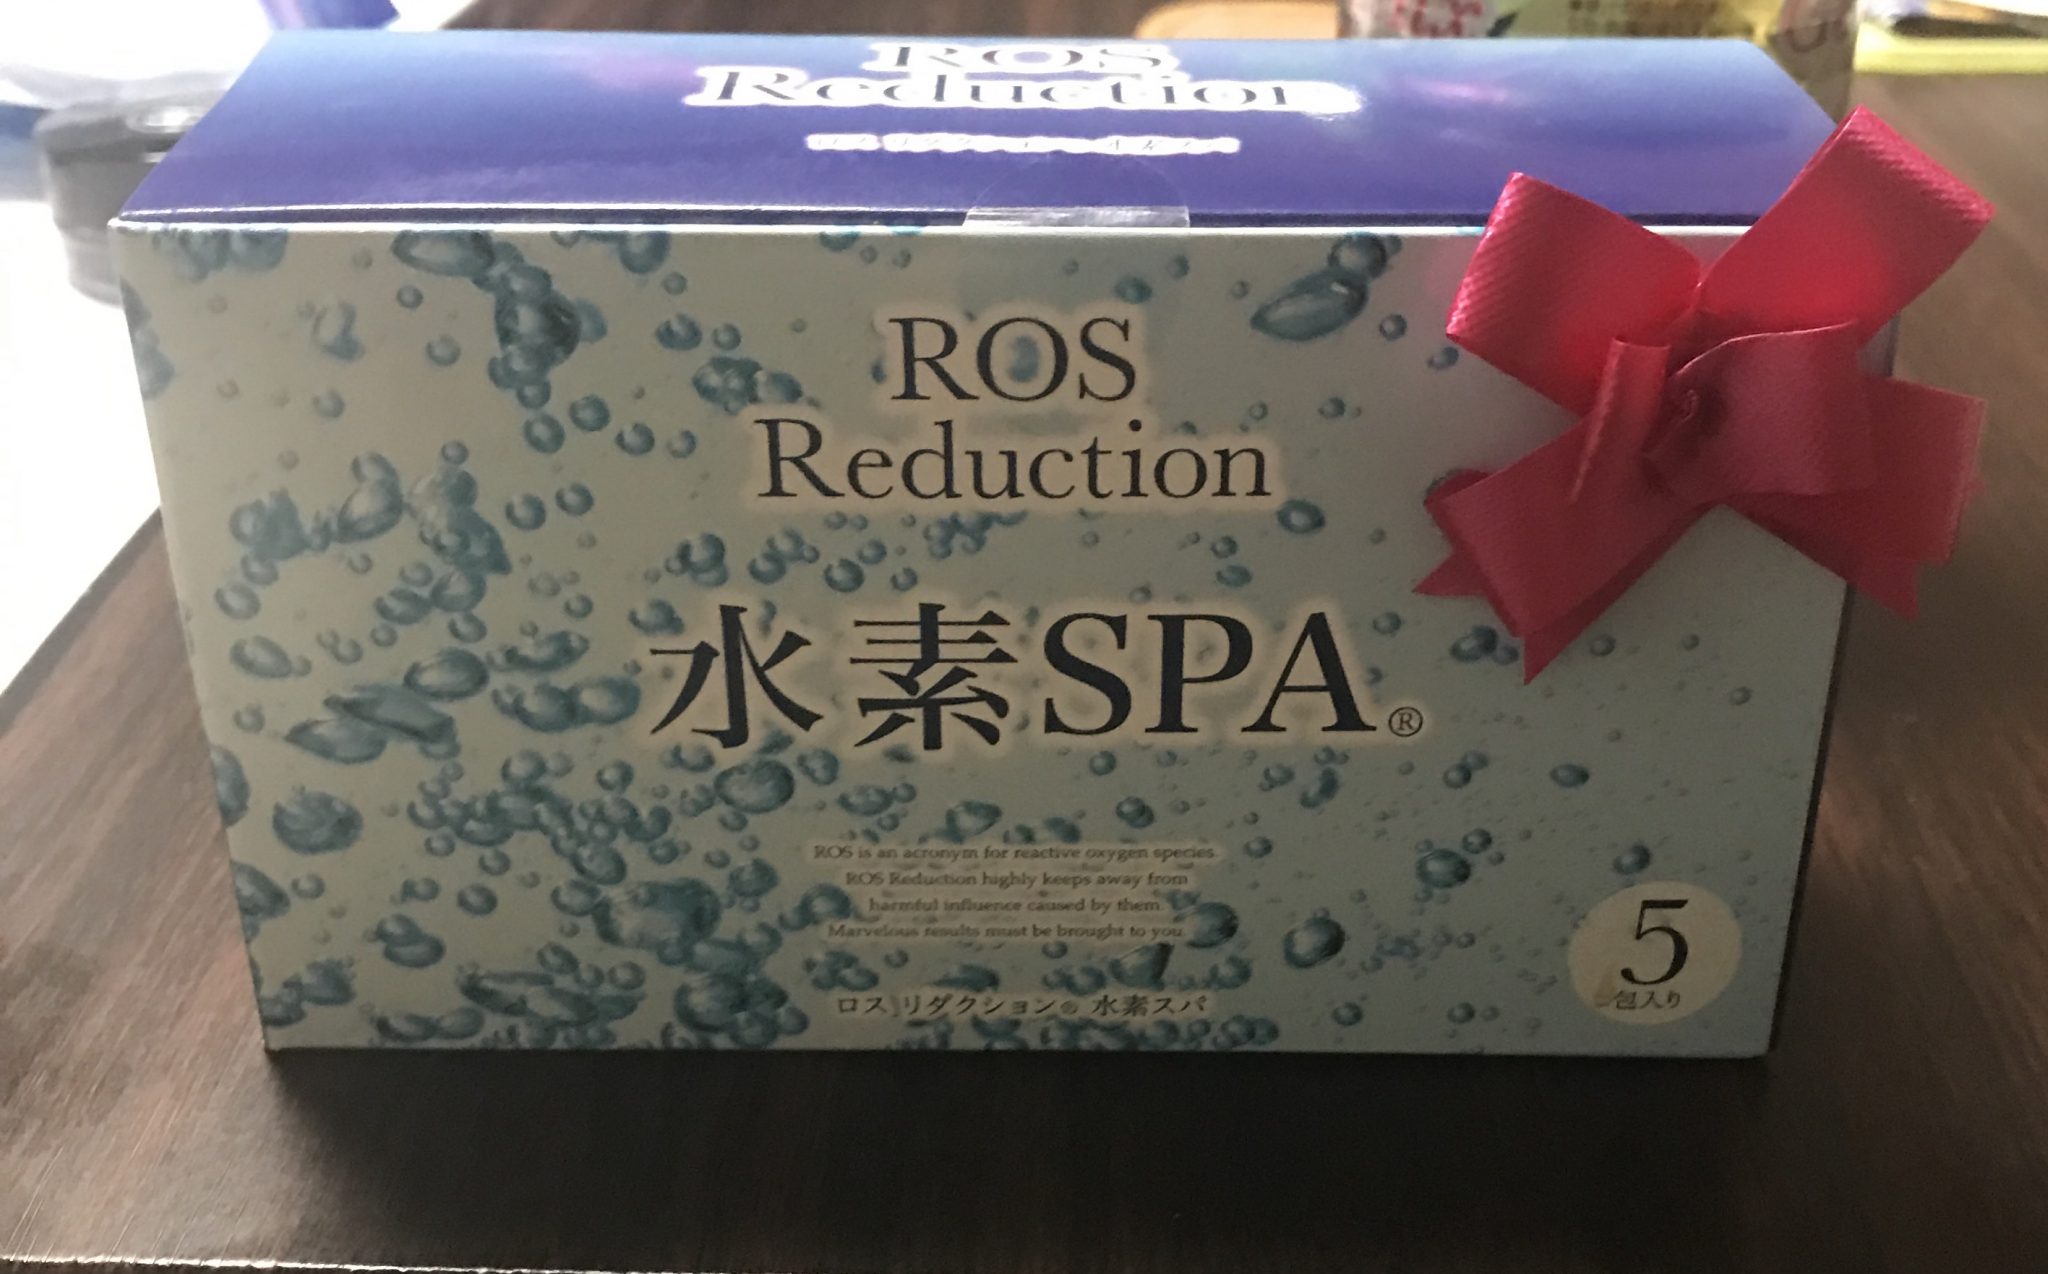 ROS
Reduction
ROS
Reduction
水素SPA®
ROS is an acronym for reactive oxygen species.
ROS Reduction highly keeps away from
harmful influence caused by them.
Marvelous results must be brought to you.
ロス リダクションの 水素スパ
5
包入り